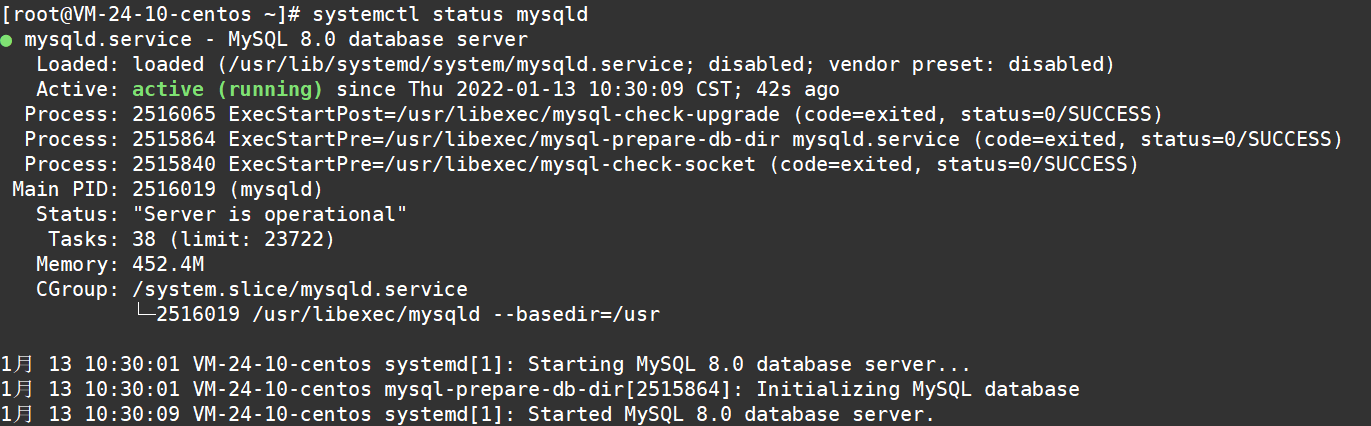 [root@VM-24-10-centos ~]# systemctl status mysqld
● mysqld.service - MySQL 8.0 database server
   Loaded: loaded (/usr/lib/systemd/system/mysqld.service; disabled; vendor preset: disabled)
   Active: active (running) since Thu 2022-01-13 10:30:09 CST; 42s ago
  Process: 2516065 ExecStartPost=/usr/libexec/mysql-check-upgrade (code=exited, status=0/SUCCESS)
  Process: 2515864 ExecStartPre=/usr/libexec/mysql-prepare-db-dir mysqld.service (code=exited, status=0/SUCCESS)
  Process: 2515840 ExecStartPre=/usr/libexec/mysql-check-socket (code=exited, status=0/SUCCESS)
 Main PID: 2516019 (mysqld)
   Status: "Server is operational"
    Tasks: 38 (limit: 23722)
   Memory: 452.4M
   CGroup: /system.slice/mysqld.service
           └─2516019 /usr/libexec/mysqld --basedir=/usr
1月 13 10:30:01 VM-24-10-centos systemd[1]: Starting MySQL 8.0 database server...
1月 13 10:30:01 VM-24-10-centos mysql-prepare-db-dir[2515864]: Initializing MySQL database
1月 13 10:30:09 VM-24-10-centos systemd[1]: Started MySQL 8.0 database server.